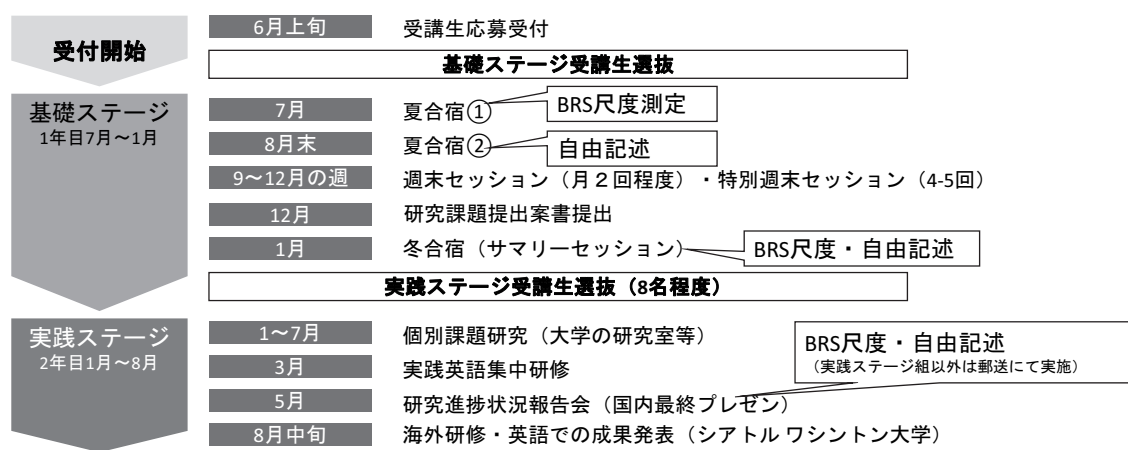 受付開始
6月上旬 受講生応募受付
基礎ステージ受講生選抜
基礎ステージ
1年目7月～1月
7月 夏合宿① BRS尺度測定
8月末 夏合宿② 自由記述
9～12月の週 週末セッション（月２回程度）・特別週末セッション（4-5回）
12月 研究課題提出案書提出
1月 冬合宿（サマリーセッション） BRS尺度・自由記述
実践ステージ受講生選抜（8名程度）
実践ステージ
2年目1月～8月
1～7月 個別課題研究（大学の研究室等）
BRS尺度・自由記述
（実践ステージ組以外は郵送にて実施）
3月 実践英語集中研修
5月 研究進捗状況報告会（国内最終プレゼン）
8月中旬 海外研修・英語での成果発表（シアトル ワシントン大学）